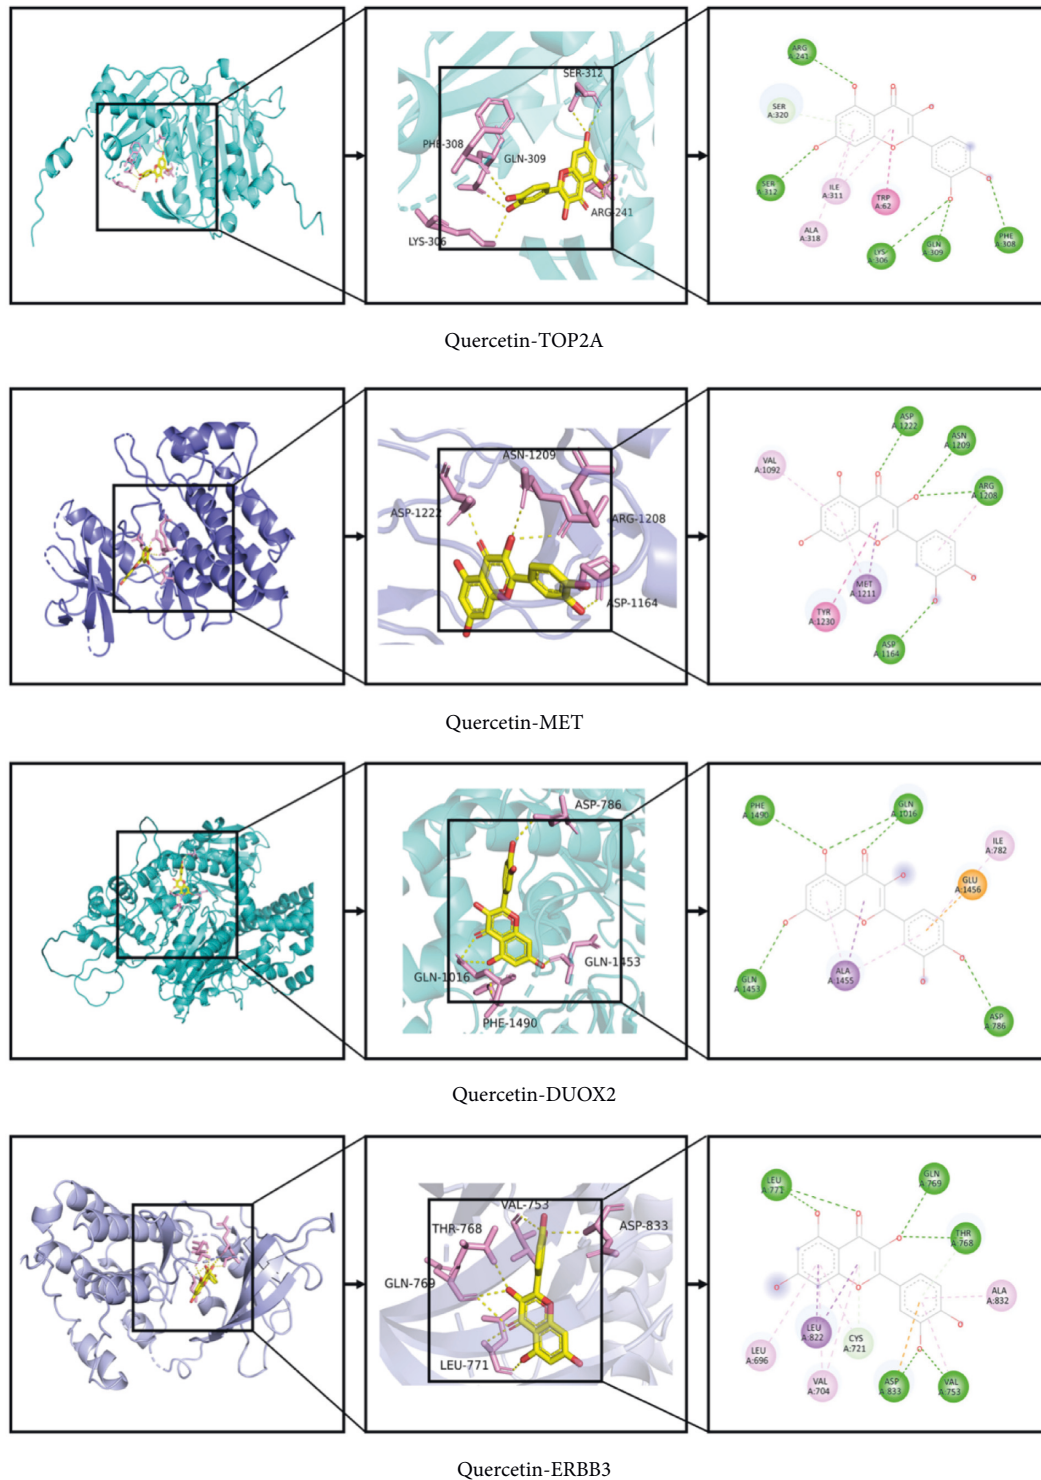 SER-312
PHE-308
GLN-309
ARG-241
LYS-306
ARG
A:241
SER
A:320
SER
A:312
ILE
A:311
TRP
A:62
ALA
A:318
LYS
A:306
GLN
A:309
PHE
A:308
Quercetin-TOP2A
ASN-1209
ASP-1222
ARG-1208
ASP-1164
ASP
A:1222
ASN
A:1209
VAL
A:1092
ARG
A:1208
MET
A:1211
TYR
A:1230
ASP
A:1164
Quercetin-MET
ASP-786
GLN-1016
GLN-1453
PHE-1490
PHE
A:1490
GLN
A:1016
ILE
A:782
GLU
A:1456
GLN
A:1453
ALA
A:1455
ASP
A:786
Quercetin-DUOX2
VAL-753
THR-768
ASP-833
GLN-769
LEU-771
LEU
A:771
GLN
A:769
THR
A:768
ALA
A:832
LEU
A:822
CYS
A:721
LEU
A:696
VAL
A:704
ASP
A:833
VAL
A:753
Quercetin-ERBB3